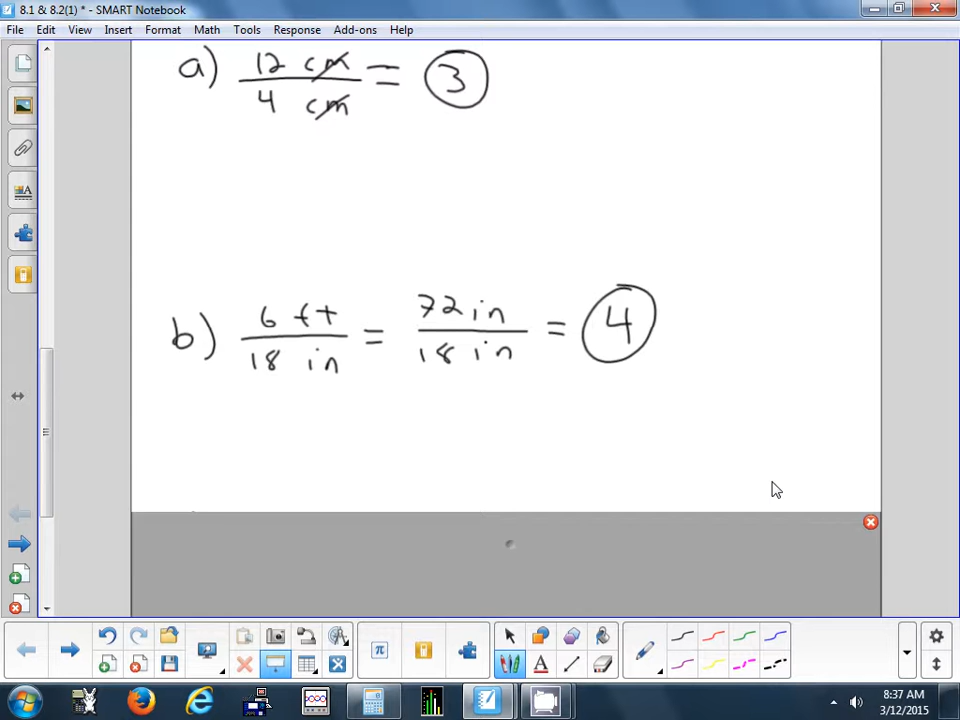 8.1 & 8.2(1) * - SMART Notebook
File Edit View Insert Format Math Tools Response Add-ons Help
a) 12 cm / 4 cm = 3
b) 6 ft / 18 in = 72 in / 18 in = 4
8:37 AM
3/12/2015